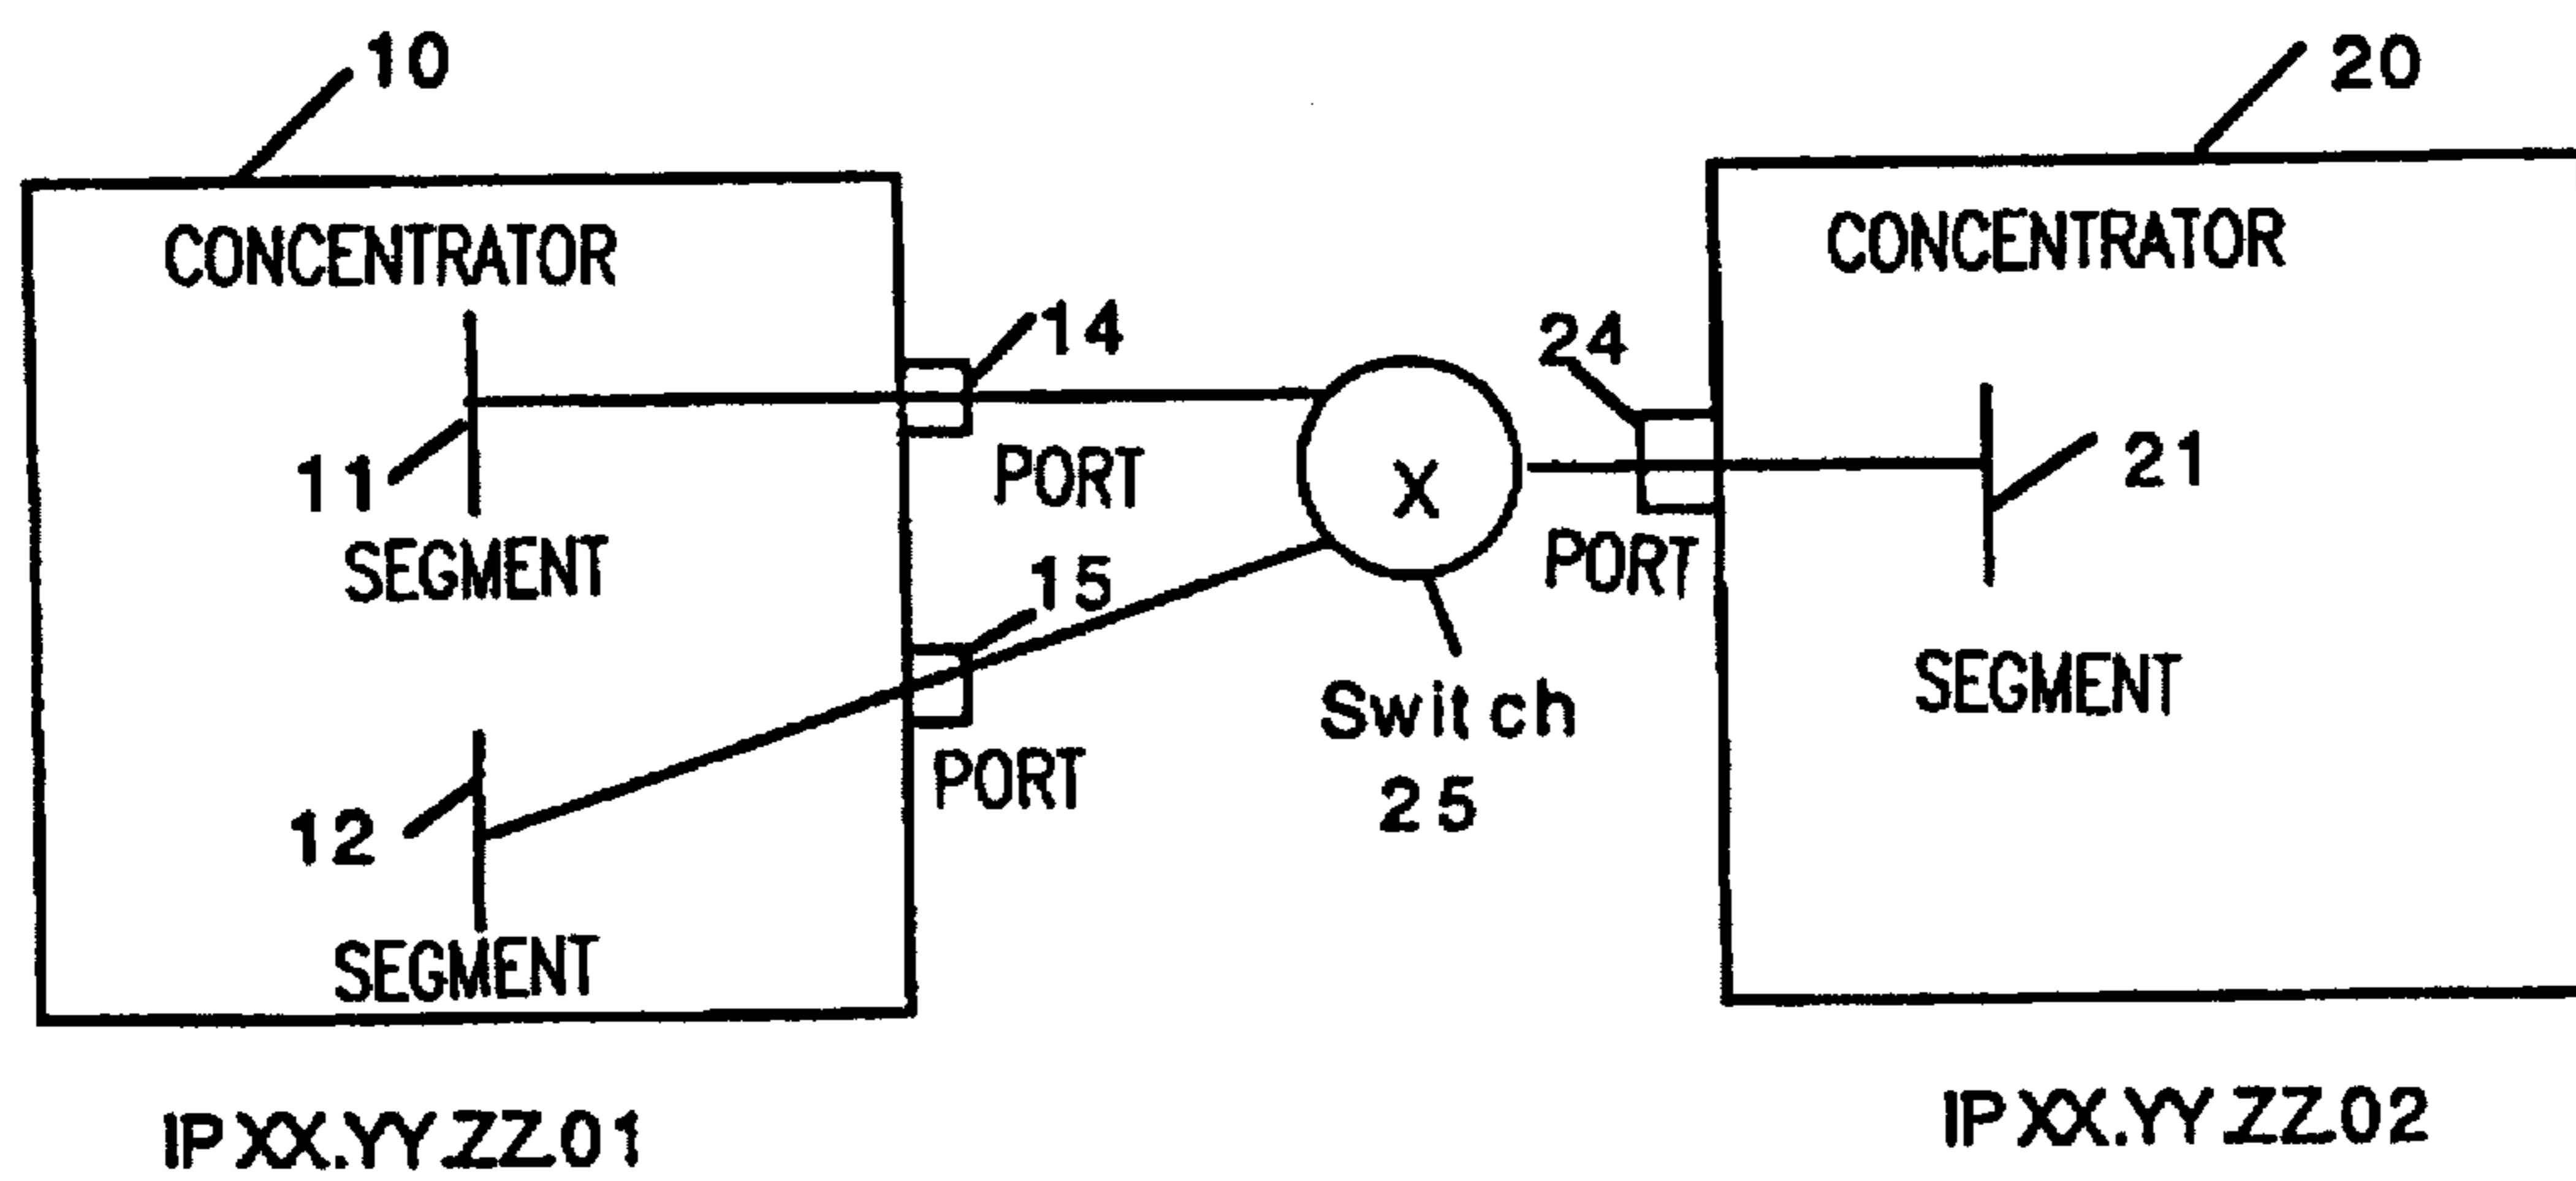 10
20
CONCENTRATOR
CONCENTRATOR
14
24
11
PORT
X
21
SEGMENT
PORT
15
Switch
25
SEGMENT
12
PORT
SEGMENT
IP XX.YY.ZZ.01
IP XX.YY.ZZ.02